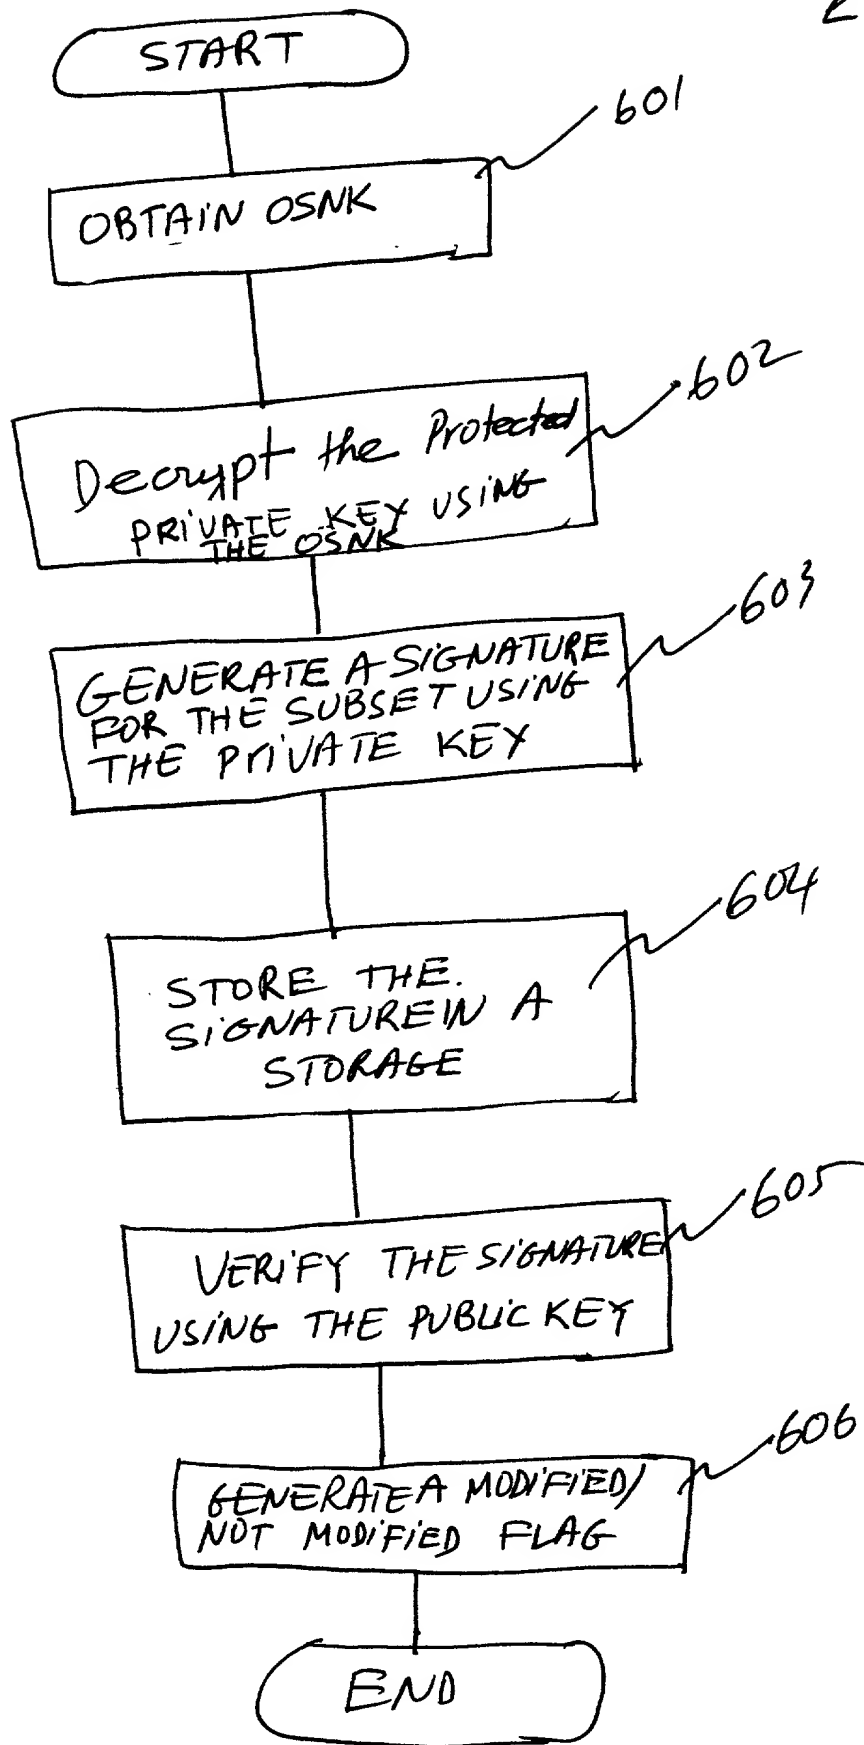 START
601
OBTAIN OSNK
602
Decrypt the Protected
PRIVATE KEY USING
THE OSNK
603
GENERATE A SIGNATURE
FOR THE SUBSET USING
THE PRIVATE KEY
604
STORE THE.
SIGNATURE IN A
STORAGE
605
VERIFY THE SIGNATURE
USING THE PUBLIC KEY
606
GENERATE A MODIFIED/
NOT MODIFIED FLAG
END